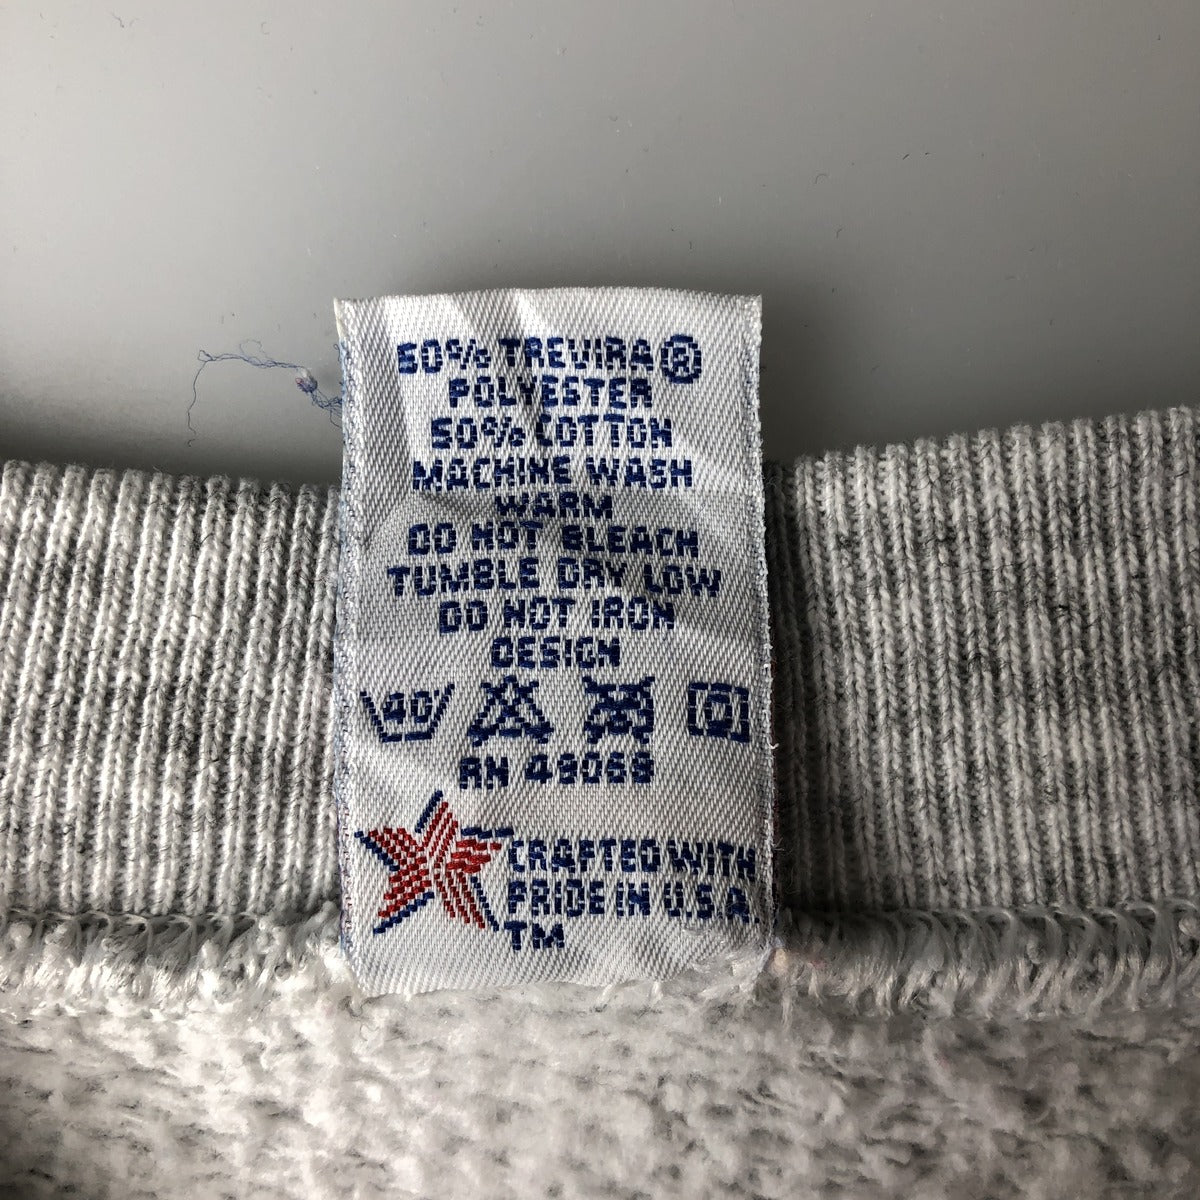 50% TREVIRA®
POLYESTER
50% COTTON
MACHINE WASH
WARM
DO NOT BLEACH
TUMBLE DRY LOW
DO NOT IRON
DESIGN
40
RN 49068
CRAFTED WITH
PRIDE IN U.S.A.
TM